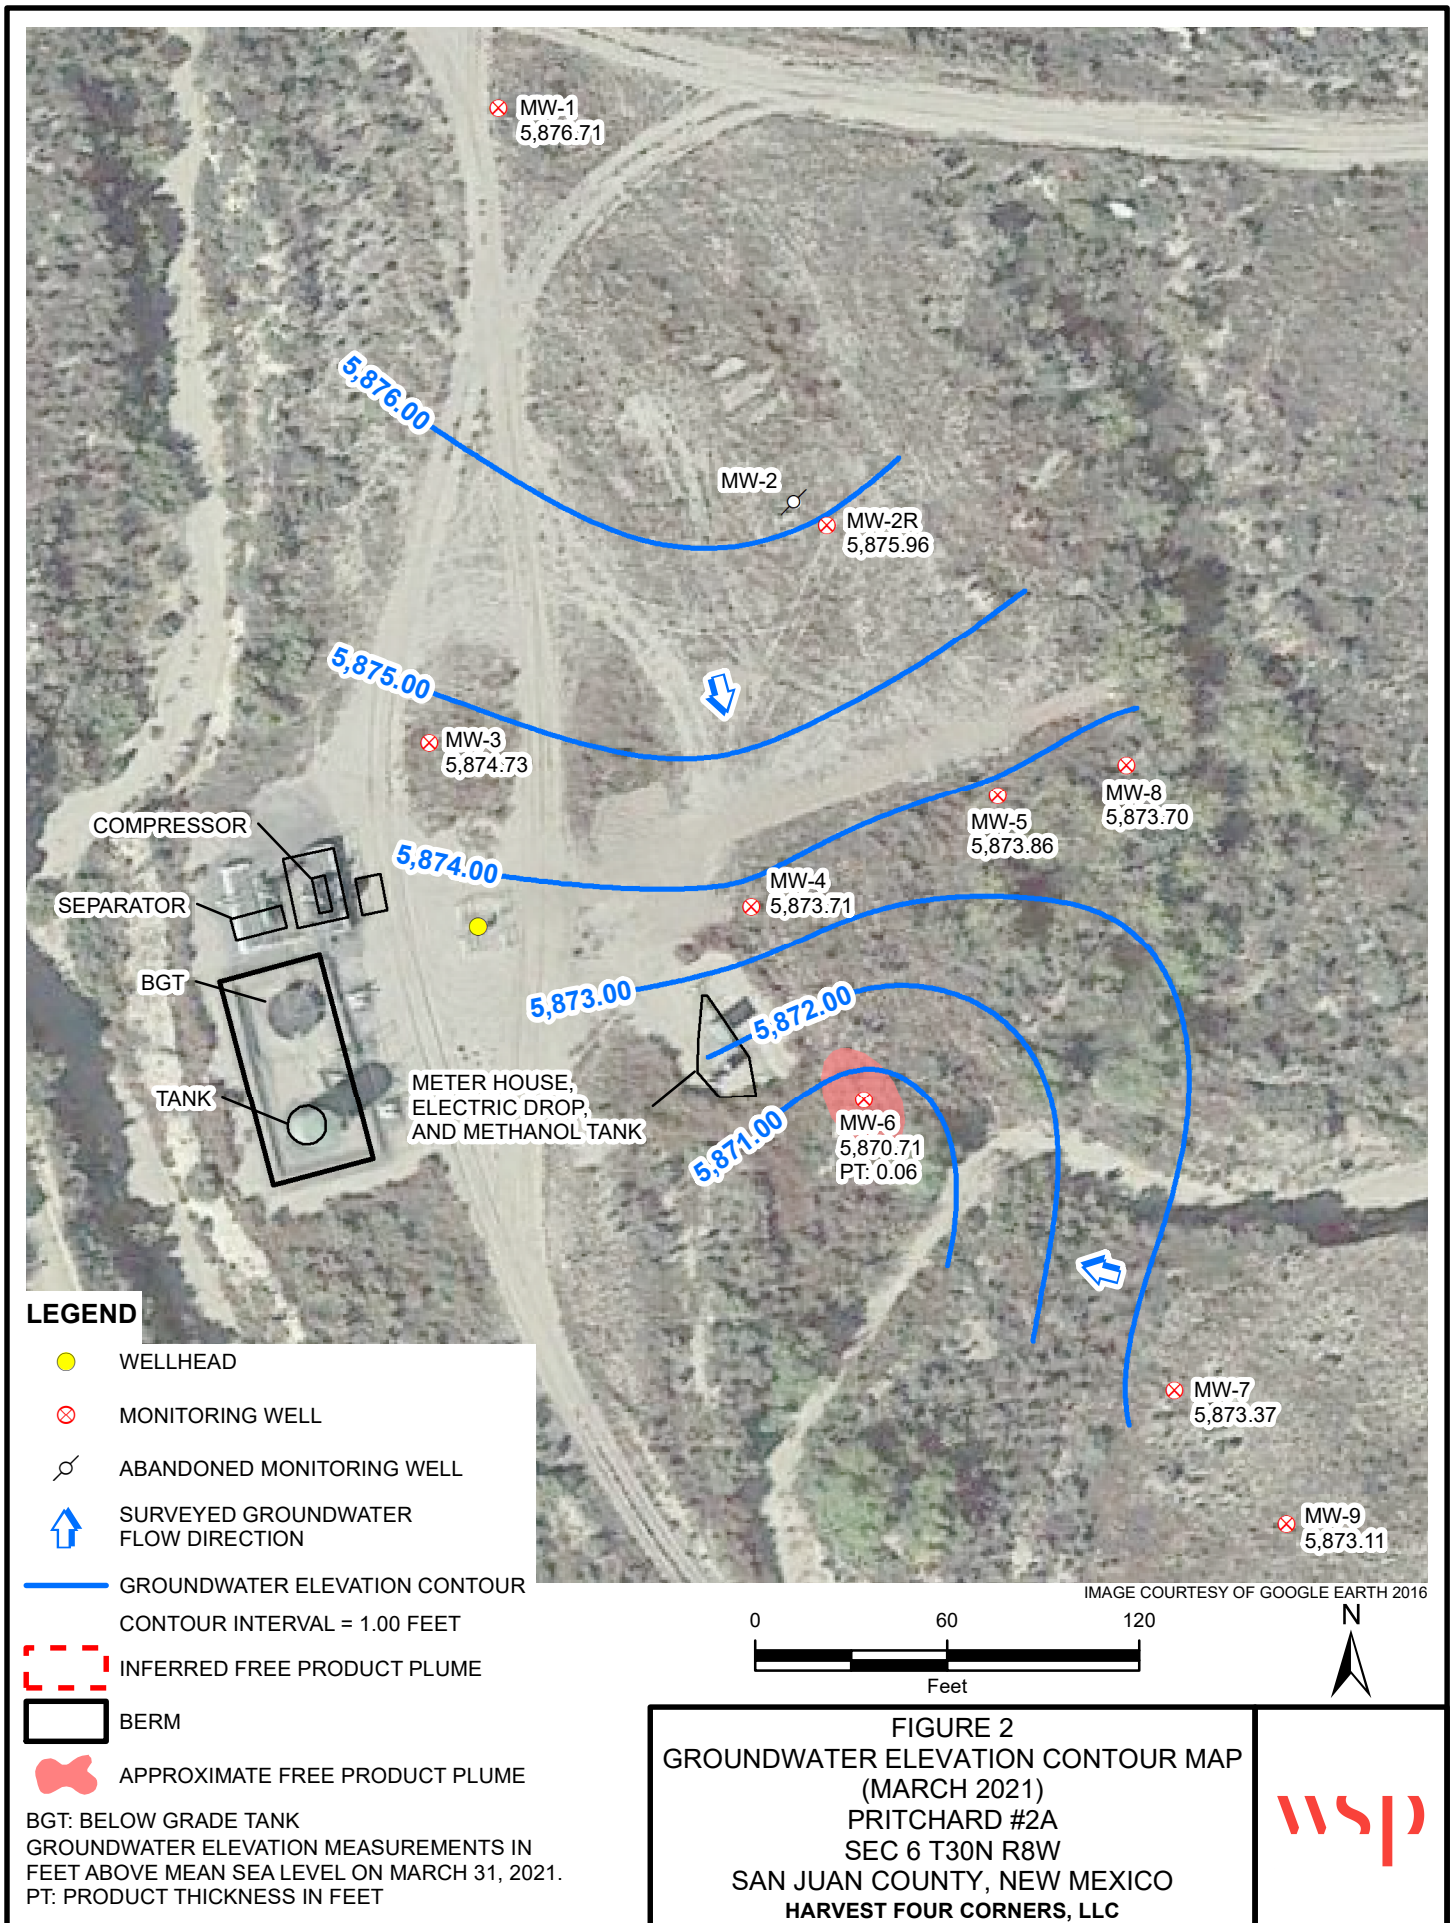 MW-1
5,876.71
5,876.00
MW-2
MW-2R
5,875.96
5,875.00
MW-3
5,874.73
MW-8
5,873.70
MW-5
5,873.86
COMPRESSOR
5,874.00
MW-4
5,873.71
SEPARATOR
BGT
5,873.00
5,872.00
TANK
METER HOUSE,
ELECTRIC DROP,
AND METHANOL TANK
5,871.00
MW-6
5,870.71
PT: 0.06
MW-7
5,873.37
MW-9
5,873.11
LEGEND
WELLHEAD
MONITORING WELL
ABANDONED MONITORING WELL
SURVEYED GROUNDWATER
FLOW DIRECTION
GROUNDWATER ELEVATION CONTOUR
CONTOUR INTERVAL = 1.00 FEET
INFERRED FREE PRODUCT PLUME
BERM
APPROXIMATE FREE PRODUCT PLUME
BGT: BELOW GRADE TANK
GROUNDWATER ELEVATION MEASUREMENTS IN
FEET ABOVE MEAN SEA LEVEL ON MARCH 31, 2021.
PT: PRODUCT THICKNESS IN FEET
IMAGE COURTESY OF GOOGLE EARTH 2016
0 60 120
Feet
N
FIGURE 2
GROUNDWATER ELEVATION CONTOUR MAP
(MARCH 2021)
PRITCHARD #2A
SEC 6 T30N R8W
SAN JUAN COUNTY, NEW MEXICO
HARVEST FOUR CORNERS, LLC
wsp